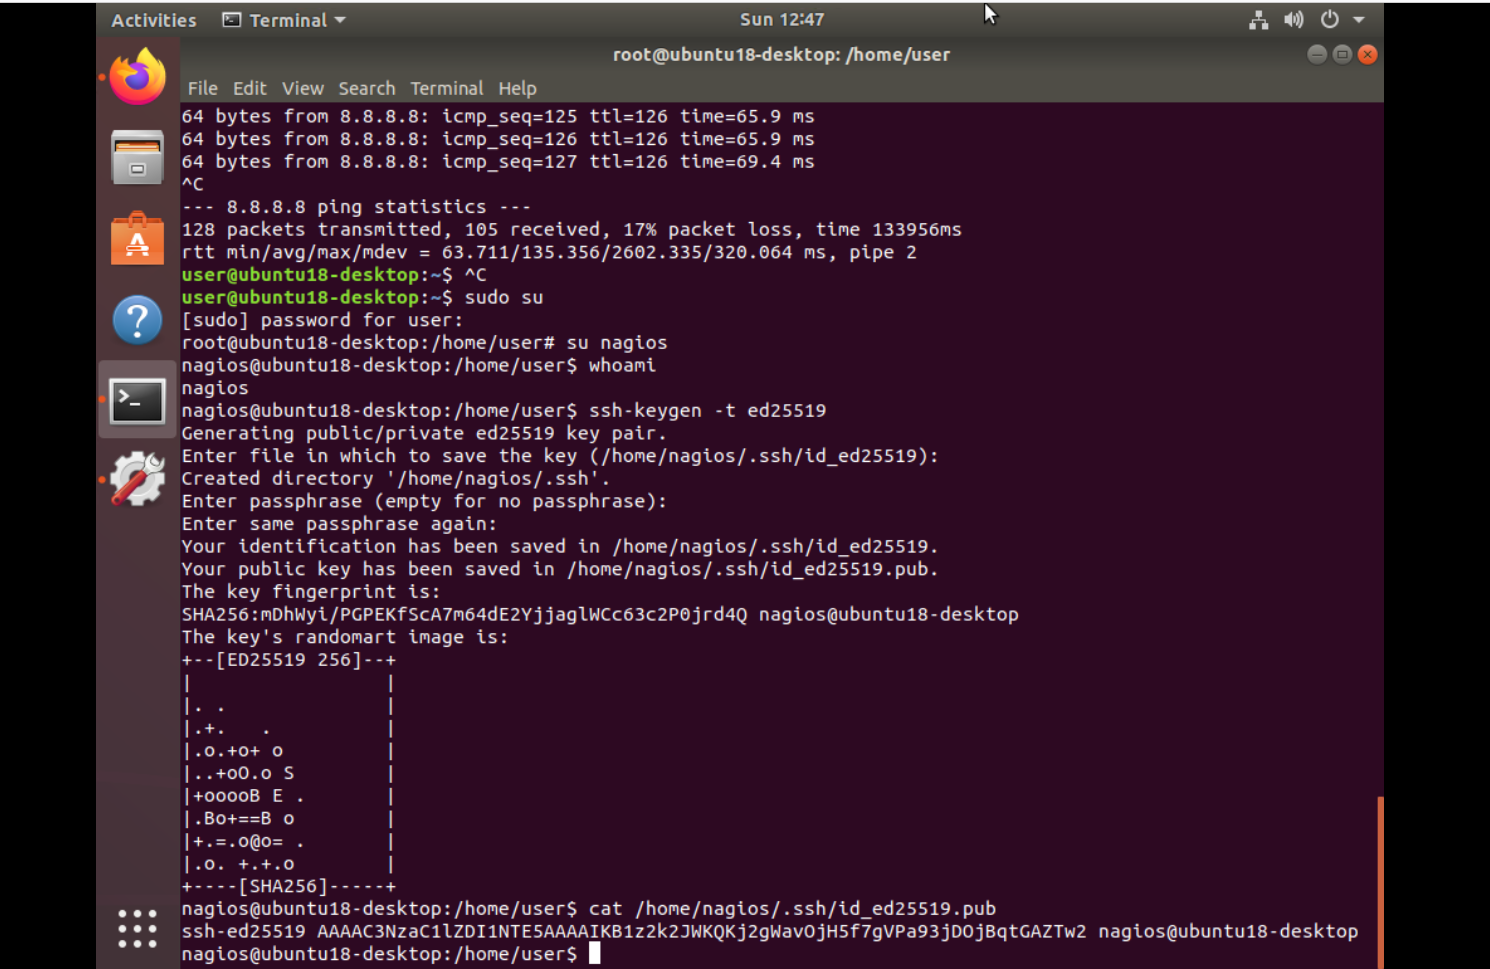 Activities Terminal Sun 12:47
root@ubuntu18-desktop: /home/user
File Edit View Search Terminal Help
64 bytes from 8.8.8.8: icmp_seq=125 ttl=126 time=65.9 ms
64 bytes from 8.8.8.8: icmp_seq=126 ttl=126 time=65.9 ms
64 bytes from 8.8.8.8: icmp_seq=127 ttl=126 time=69.4 ms
^C
--- 8.8.8.8 ping statistics ---
128 packets transmitted, 105 received, 17% packet loss, time 133956ms
rtt min/avg/max/mdev = 63.711/135.356/2602.335/320.064 ms, pipe 2
user@ubuntu18-desktop:~$ ^C
user@ubuntu18-desktop:~$ sudo su
[sudo] password for user:
root@ubuntu18-desktop:/home/user# su nagios
nagios@ubuntu18-desktop:/home/user$ whoami
nagios
nagios@ubuntu18-desktop:/home/user$ ssh-keygen -t ed25519
Generating public/private ed25519 key pair.
Enter file in which to save the key (/home/nagios/.ssh/id_ed25519):
Created directory '/home/nagios/.ssh'.
Enter passphrase (empty for no passphrase):
Enter same passphrase again:
Your identification has been saved in /home/nagios/.ssh/id_ed25519.
Your public key has been saved in /home/nagios/.ssh/id_ed25519.pub.
The key fingerprint is:
SHA256:mDhWyi/PGPEKfScA7m64dE2YjjaglWCc63c2P0jrd4Q nagios@ubuntu18-desktop
The key's randomart image is:
+--[ED25519 256]--+
|                 |
|. .              |
|.+.   .          |
|.o.+o+ o         |
|..+oO.o S        |
|+ooooB E .       |
|.Bo+==B o        |
|+.=.o@o= .       |
|.o. +.+.o        |
+----[SHA256]-----+
nagios@ubuntu18-desktop:/home/user$ cat /home/nagios/.ssh/id_ed25519.pub
ssh-ed25519 AAAAC3NzaC1lZDI1NTE5AAAAIKB1z2k2JWKQKj2gWavOjH5f7gVPa93jDOjBqtGAZTw2 nagios@ubuntu18-desktop
nagios@ubuntu18-desktop:/home/user$